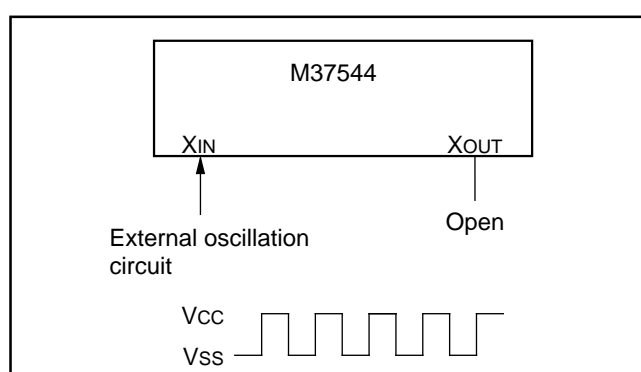 M37544
XIN XOUT
External oscillation
circuit
Open
VCC
VSS